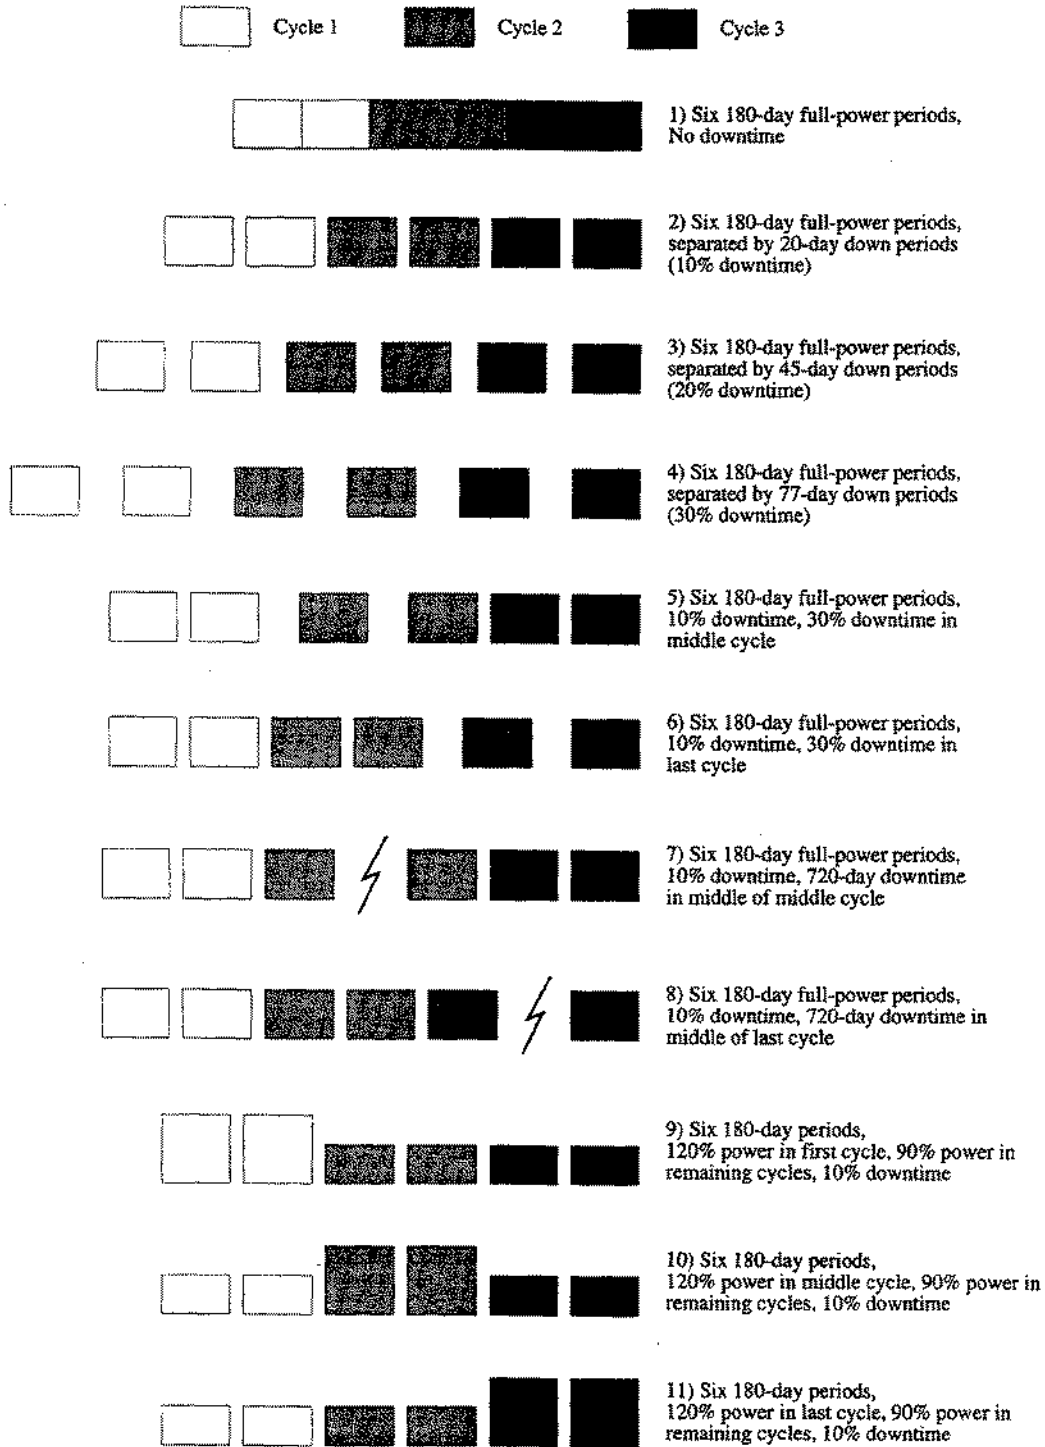 Cycle 1 Cycle 2 Cycle 3
1) Six 180-day full-power periods,
No downtime
2) Six 180-day full-power periods,
separated by 20-day down periods
(10% downtime)
3) Six 180-day full-power periods,
separated by 45-day down periods
(20% downtime)
4) Six 180-day full-power periods,
separated by 77-day down periods
(30% downtime)
5) Six 180-day full-power periods,
10% downtime, 30% downtime in
middle cycle
6) Six 180-day full-power periods,
10% downtime, 30% downtime in
last cycle
7) Six 180-day full-power periods,
10% downtime, 720-day downtime
in middle of middle cycle
8) Six 180-day full-power periods,
10% downtime, 720-day downtime in
middle of last cycle
9) Six 180-day periods,
120% power in first cycle, 90% power in
remaining cycles, 10% downtime
10) Six 180-day periods,
120% power in middle cycle, 90% power in
remaining cycles, 10% downtime
11) Six 180-day periods,
120% power in last cycle, 90% power in
remaining cycles, 10% downtime